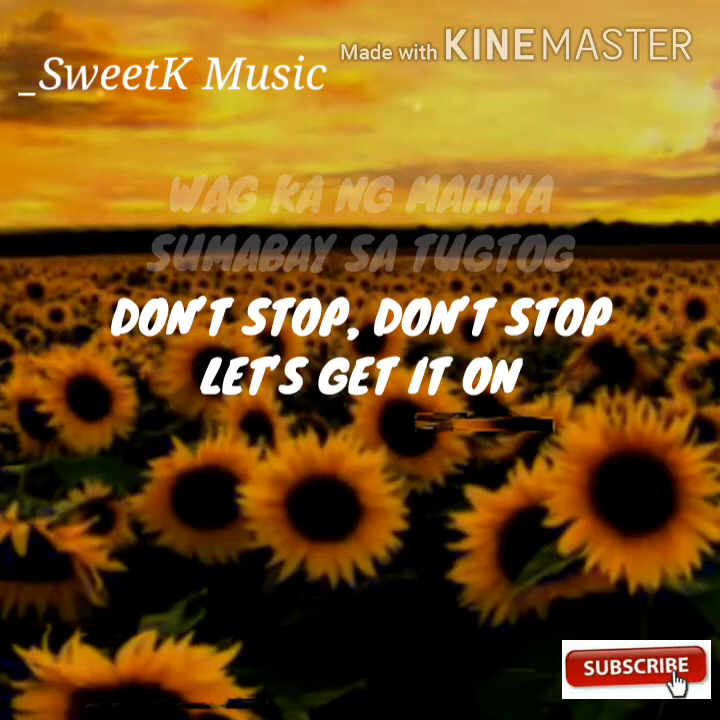 _SweetK Music
Made with KINEMASTER
WAG KA NG MAHIYA
SUMABAY SA TUGTOG
DON'T STOP, DON'T STOP
LET'S GET IT ON
SUBSCRIBE